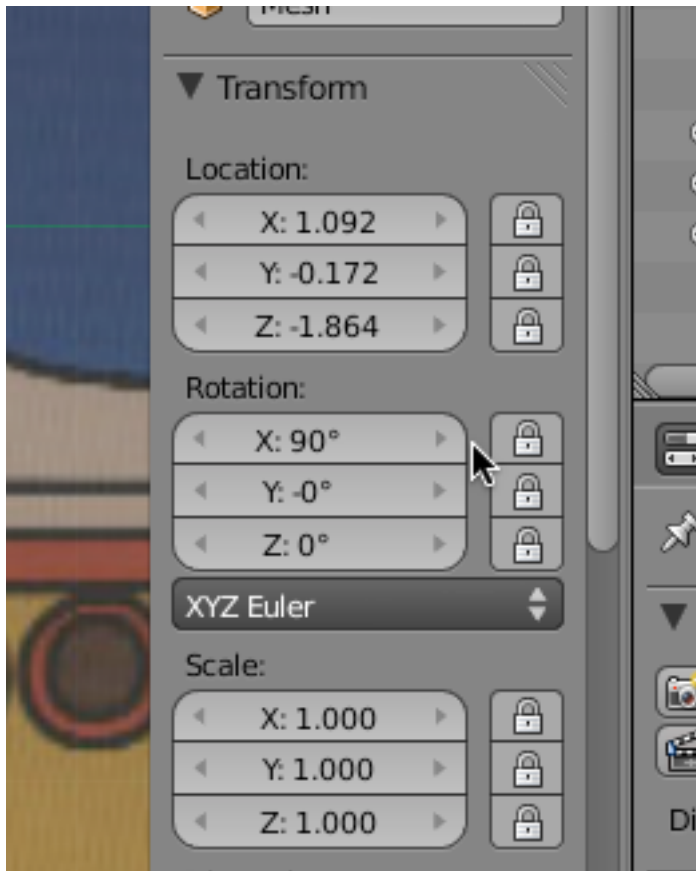 Mesh
Transform
Location:
X: 1.092
Y: -0.172
Z: -1.864
Rotation:
X: 90°
Y: -0°
Z: 0°
XYZ Euler
Scale:
X: 1.000
Y: 1.000
Z: 1.000
Di